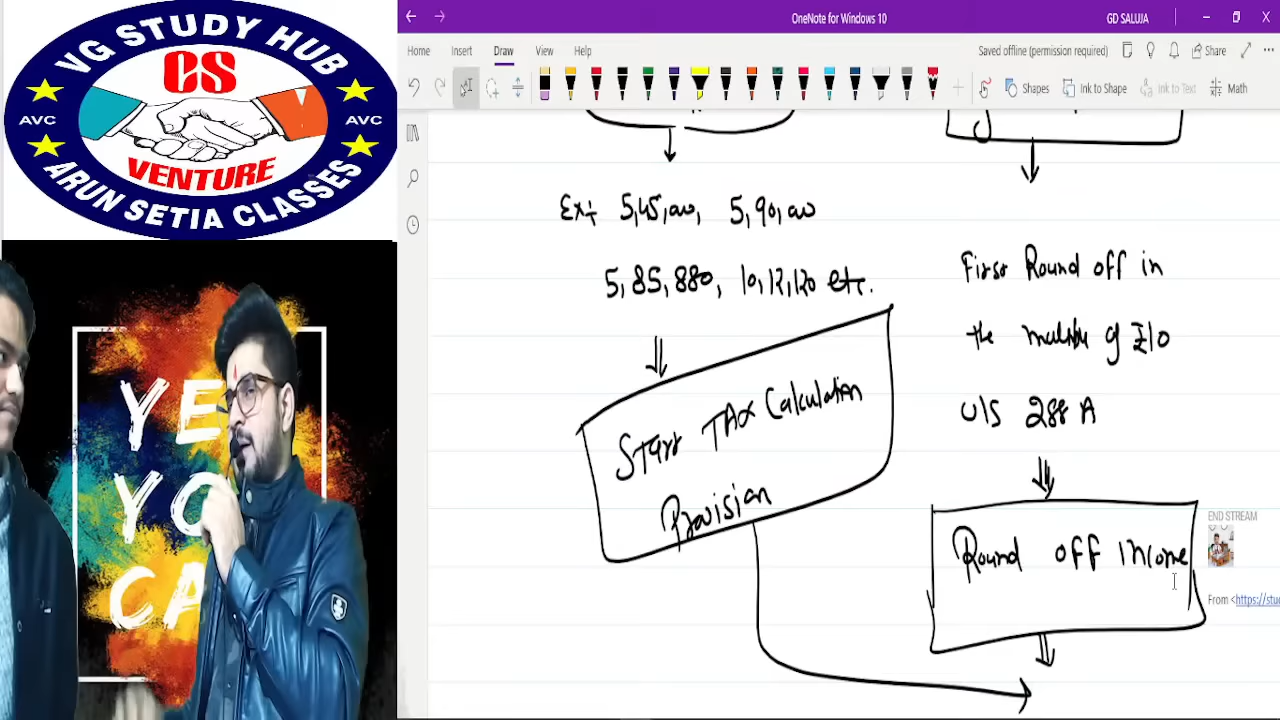 VG STUDY HUB
CS
AVC
AVC
VENTURE
ARUN SETIA CLASSES
YE
YO
CA
OneNote for Windows 10
GD SALUJA
Home
Insert
Draw
View
Help
Saved offline (permission required)
Share
Shapes
Ink to Shape
Ink to Text
Math
Ex:- 5,45,000, 5,90,000
5,85,880, 10,12,120 etc.
Start TAx Calculation
Provision
First Round off in
the multiple of ₹10
U/S 288 A
Round off income
END STREAM
From <https://stu